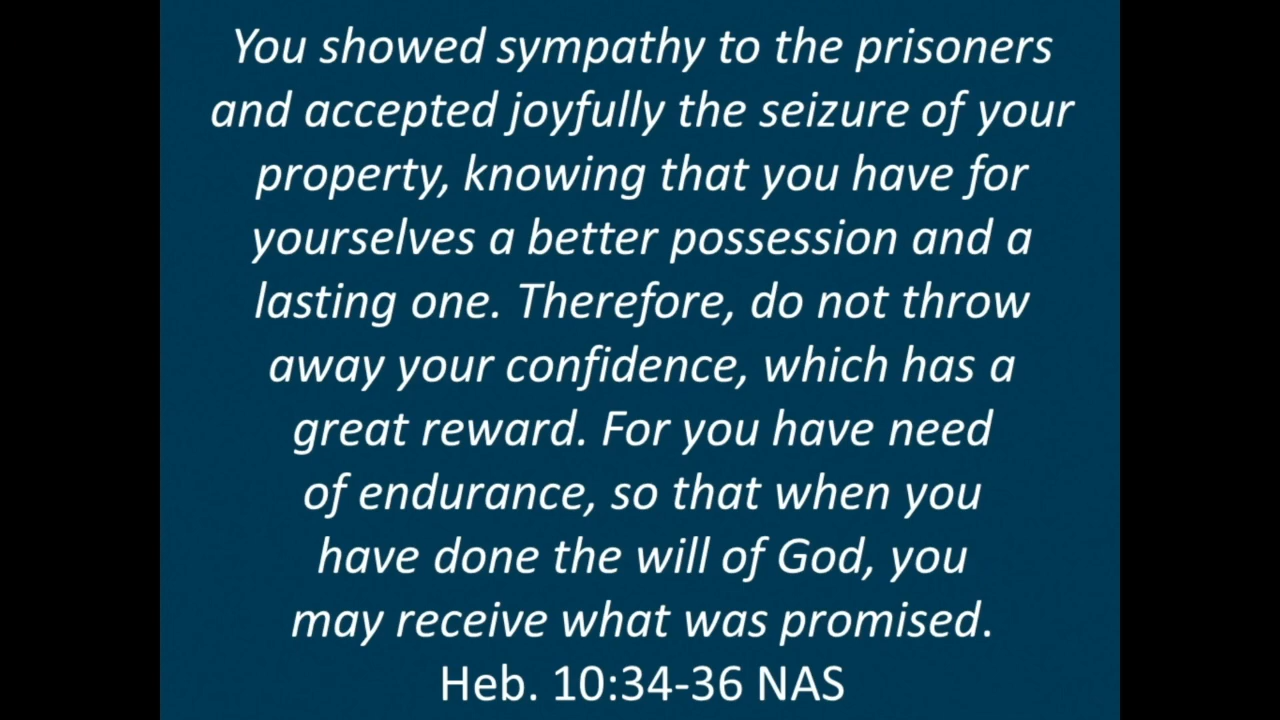 You showed sympathy to the prisoners
and accepted joyfully the seizure of your
property, knowing that you have for
yourselves a better possession and a
lasting one. Therefore, do not throw
away your confidence, which has a
great reward. For you have need
of endurance, so that when you
have done the will of God, you
may receive what was promised.
Heb. 10:34-36 NAS